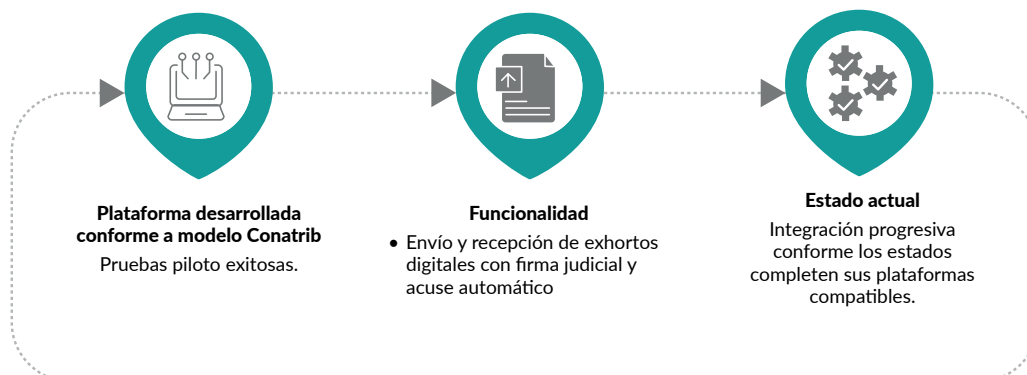 Plataforma desarrollada
conforme a modelo Conatrib
Pruebas piloto exitosas.
Funcionalidad
• Envío y recepción de exhortos
digitales con firma judicial y
acuse automático
Estado actual
Integración progresiva
conforme los estados
completen sus plataformas
compatibles.